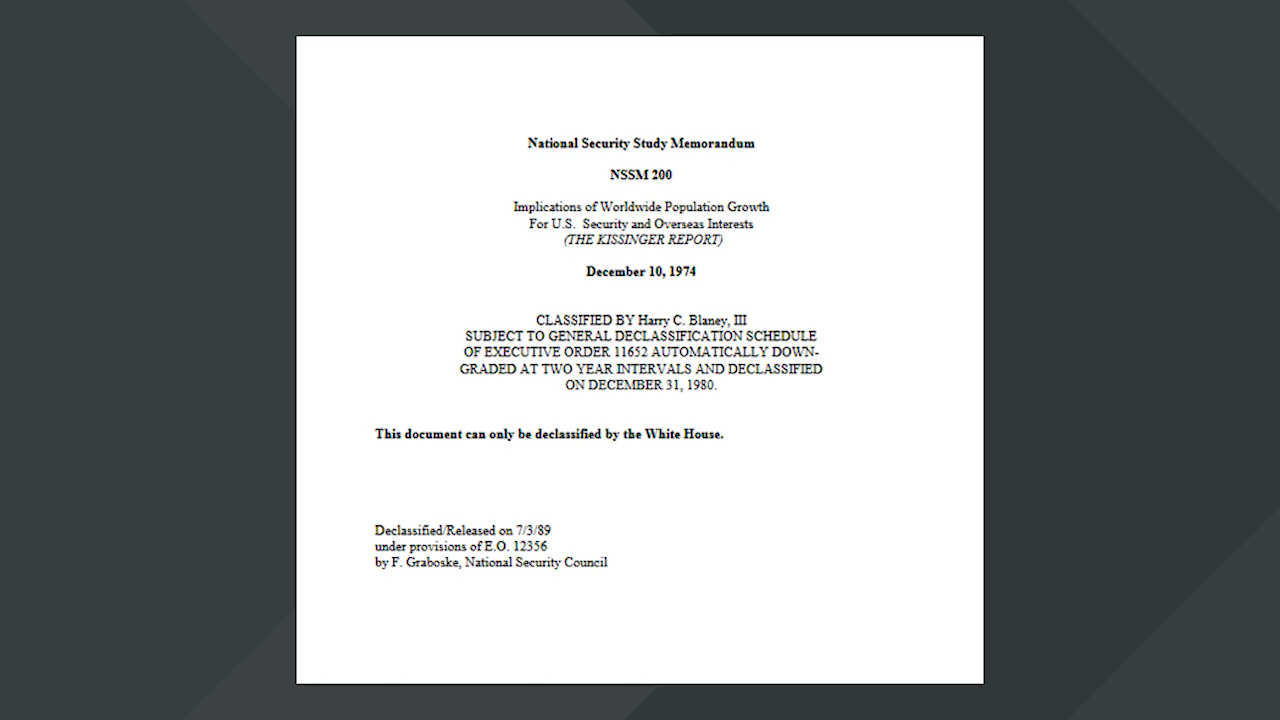 National Security Study Memorandum
NSSM 200
Implications of Worldwide Population Growth
For U.S. Security and Overseas Interests
(THE KISSINGER REPORT)
December 10, 1974
CLASSIFIED BY Harry C. Blaney, III
SUBJECT TO GENERAL DECLASSIFICATION SCHEDULE
OF EXECUTIVE ORDER 11652 AUTOMATICALLY DOWN-
GRADED AT TWO YEAR INTERVALS AND DECLASSIFIED
ON DECEMBER 31, 1980.
This document can only be declassified by the White House.
Declassified/Released on 7/3/89
under provisions of E.O. 12356
by F. Graboske, National Security Council